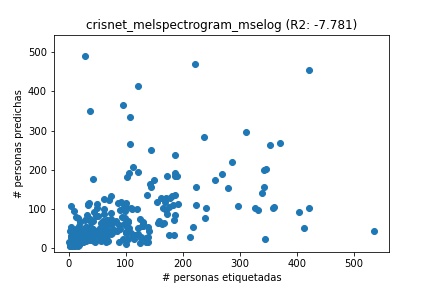 crisnet_melspectrogram_mselog (R2: -7.781)
# personas predichas
500
400
300
200
100
0
0 100 200 300 400 500
# personas etiquetadas